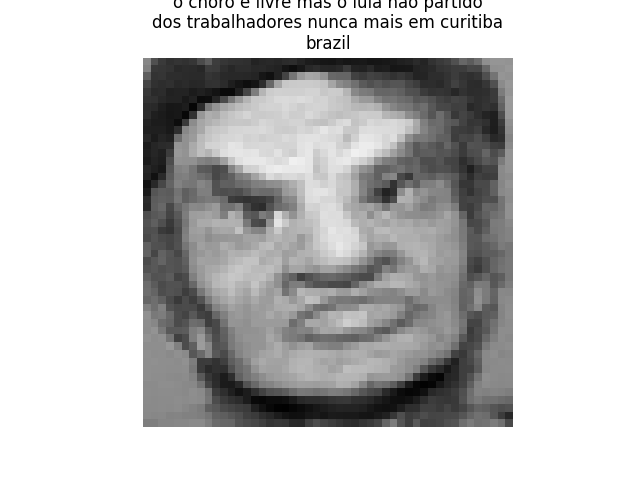 o choro é livre mas o lula não partido
dos trabalhadores nunca mais em curitiba
brazil